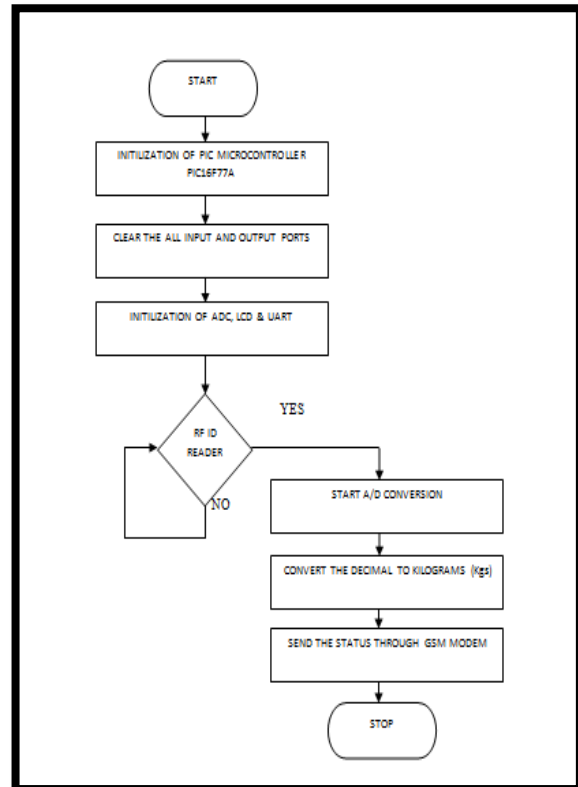 START
INITILIZATION OF PIC MICROCONTROLLER
PIC16F77A
CLEAR THE ALL INPUT AND OUTPUT PORTS
INITILIZATION OF ADC, LCD & UART
YES
RF ID
READER
NO
START A/D CONVERSION
CONVERT THE DECIMAL TO KILOGRAMS (Kgs)
SEND THE STATUS THROUGH GSM MODEM
STOP